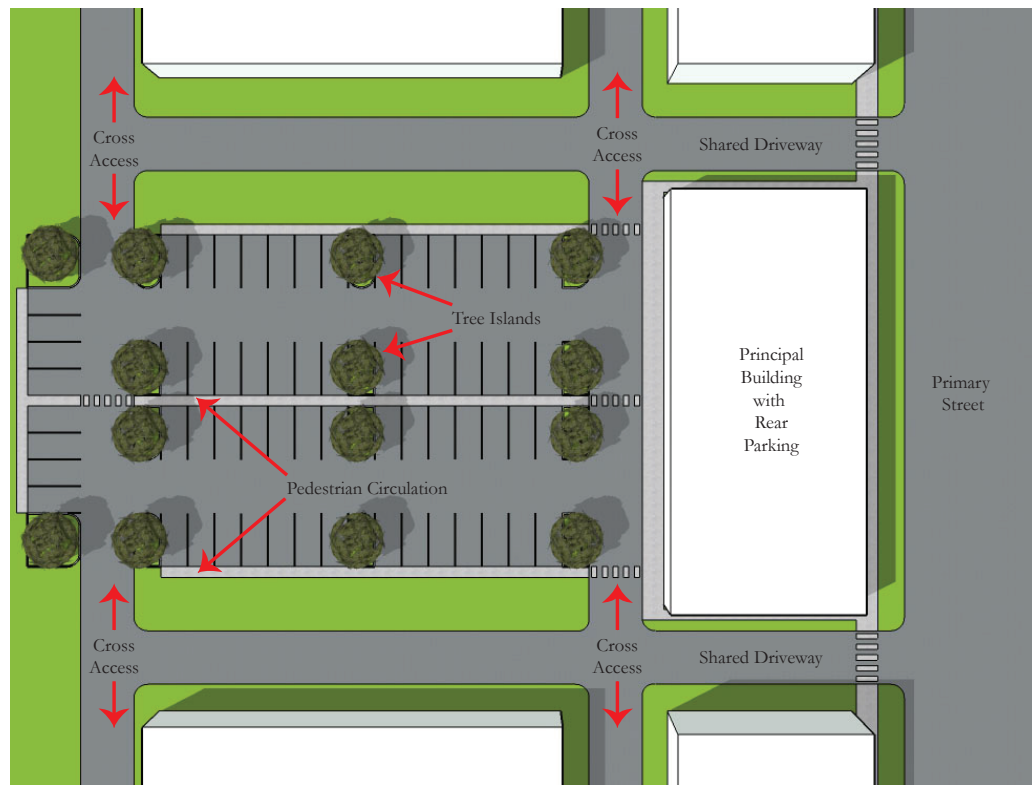 Cross
Access
Cross
Access
Shared Driveway
Tree Islands
Principal
Building
with
Rear
Parking
Primary
Street
Pedestrian Circulation
Cross
Access
Cross
Access
Shared Driveway